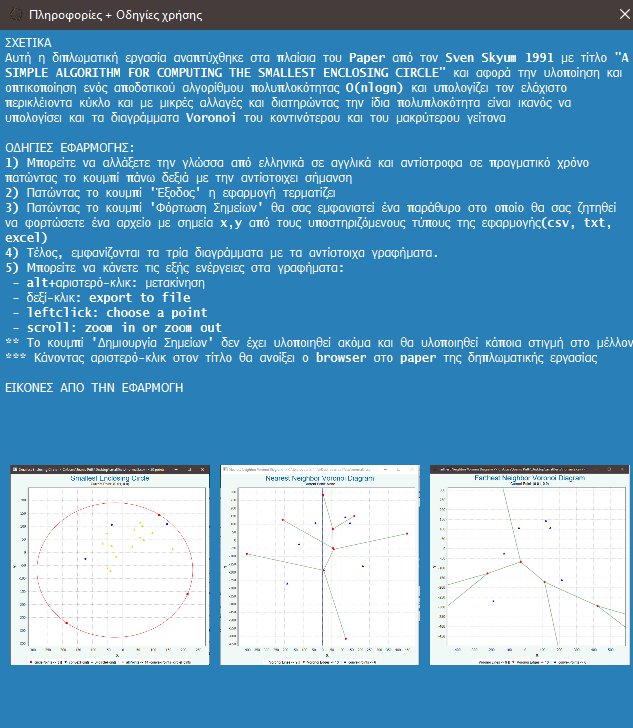 Πληροφορίες + Οδηγίες χρήσης
ΣΧΕΤΙΚΑ
Αυτή η διπλωματική εργασία αναπτύχθηκε στα πλαίσια του Paper από τον Sven Skyum 1991 με τίτλο "A
SIMPLE ALGORITHM FOR COMPUTING THE SMALLEST ENCLOSING CIRCLE" και αφορά την υλοποίηση και
οπτικοποίηση ενός αποδοτικού αλγορίθμου πολυπλοκότητας O(nlogn) και υπολογίζει τον ελάχιστο
περικλέιοντα κύκλο και με μικρές αλλαγές και διατηρώντας την ίδια πολυπλοκότητα είναι ικανός να
υπολογίσει και τα διαγράμματα Voronoi του κοντινότερου και του μακρύτερου γείτονα
ΟΔΗΓΙΕΣ ΕΦΑΡΜΟΓΗΣ:
1) Μπορείτε να αλλάξετε την γλώσσα από ελληνικά σε αγγλικά και αντίστροφα σε πραγματικό χρόνο
πατώντας το κουμπί πάνω δεξιά με την αντίστοιχει σήμανση
2) Πατώντας το κουμπί 'Έξοδος' η εφαρμογή τερματίζει
3) Πατώντας το κουμπί 'Φόρτωση Σημείων' θα σας εμφανιστεί ένα παράθυρο στο οποίο θα σας ζητηθεί
να φορτώσετε ένα αρχείο με σημεία x,y από τους υποστηριζόμενους τύπους της εφαρμογής(csv, txt,
excel)
4) Τέλος, εμφανίζονται τα τρία διαγράμματα με τα αντίστοιχα γραφήματα.
5) Μπορείτε να κάνετε τις εξής ενέργειες στα γραφήματα:
- alt+αριστερό-κλικ: μετακίνηση
- δεξί-κλικ: export to file
- leftclick: choose a point
- scroll: zoom in or zoom out
** Το κουμπί 'Δημιουργία Σημείων' δεν έχει υλοποιηθεί ακόμα και θα υλοποιηθεί κάποια στιγμή στο μέλλον
*** Κάνοντας αριστερό-κλικ στον τίτλο θα ανοίξει ο browser στο paper της δηπλωματικής εργασίας
ΕΙΚΟΝΕΣ ΑΠΟ ΤΗΝ ΕΦΑΡΜΟΓΗ
Smallest Enclosing Circle
Nearest Neighbor Voronoi Diagram
Farthest Neighbor Voronoi Diagram